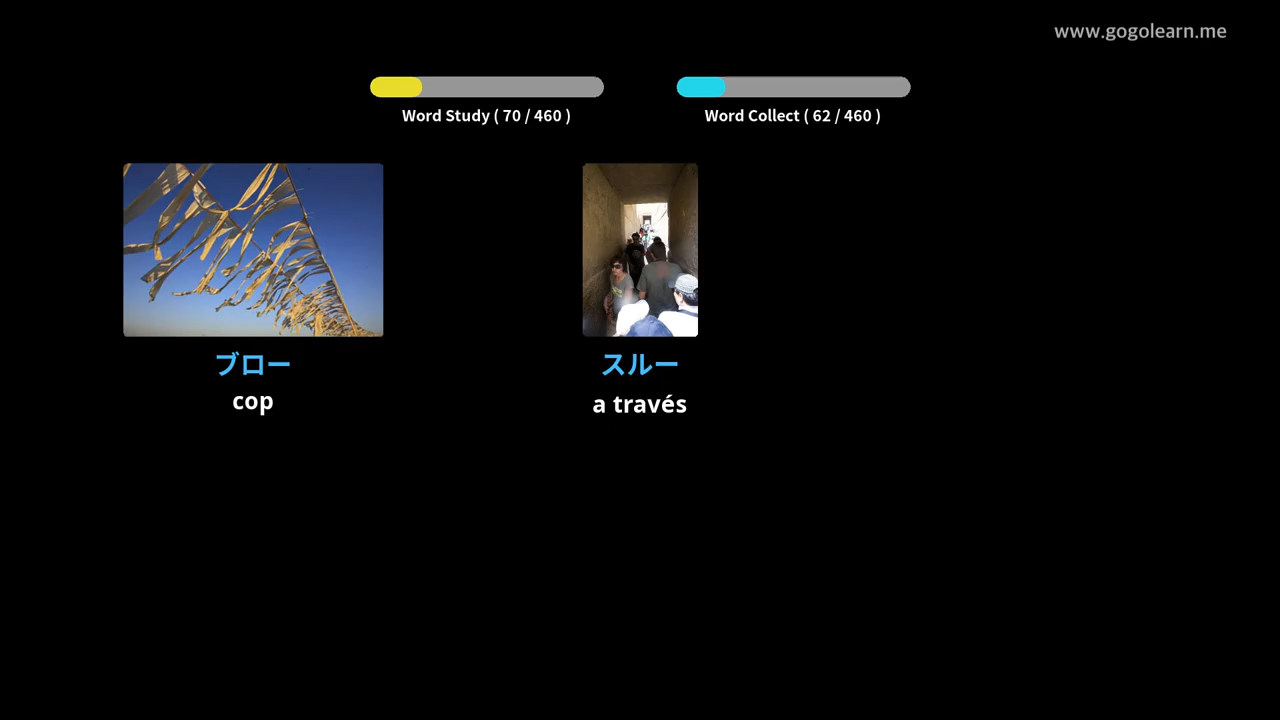 www.gogolearn.me
Word Study ( 70 / 460 )
Word Collect ( 62 / 460 )
ブロー
cop
スルー
a través